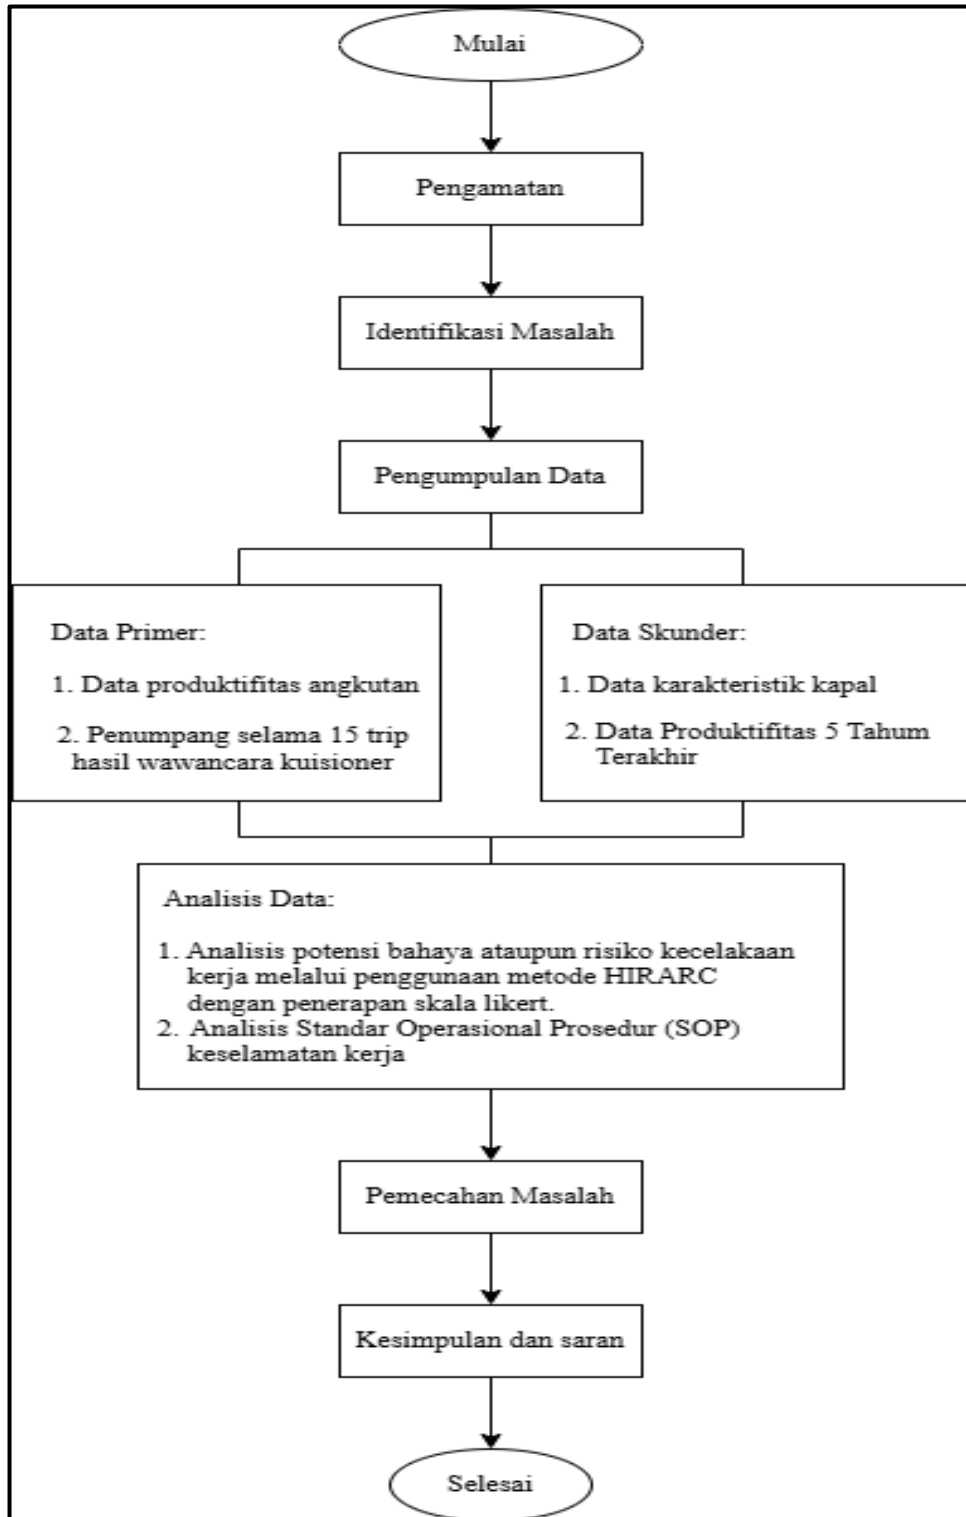 Mulai
Pengamatan
Identifikasi Masalah
Pengumpulan Data
Data Primer:
1. Data produktifitas angkutan
2. Penumpang selama 15 trip
hasil wawancara kuisioner
Data Skunder:
1. Data karakteristik kapal
2. Data Produktifitas 5 Tahum
Terakhir
Analisis Data:
1. Analisis potensi bahaya ataupun risiko kecelakaan
kerja melalui penggunaan metode HIRARC
dengan penerapan skala likert.
2. Analisis Standar Operasional Prosedur (SOP)
keselamatan kerja
Pemecahan Masalah
Kesimpulan dan saran
Selesai